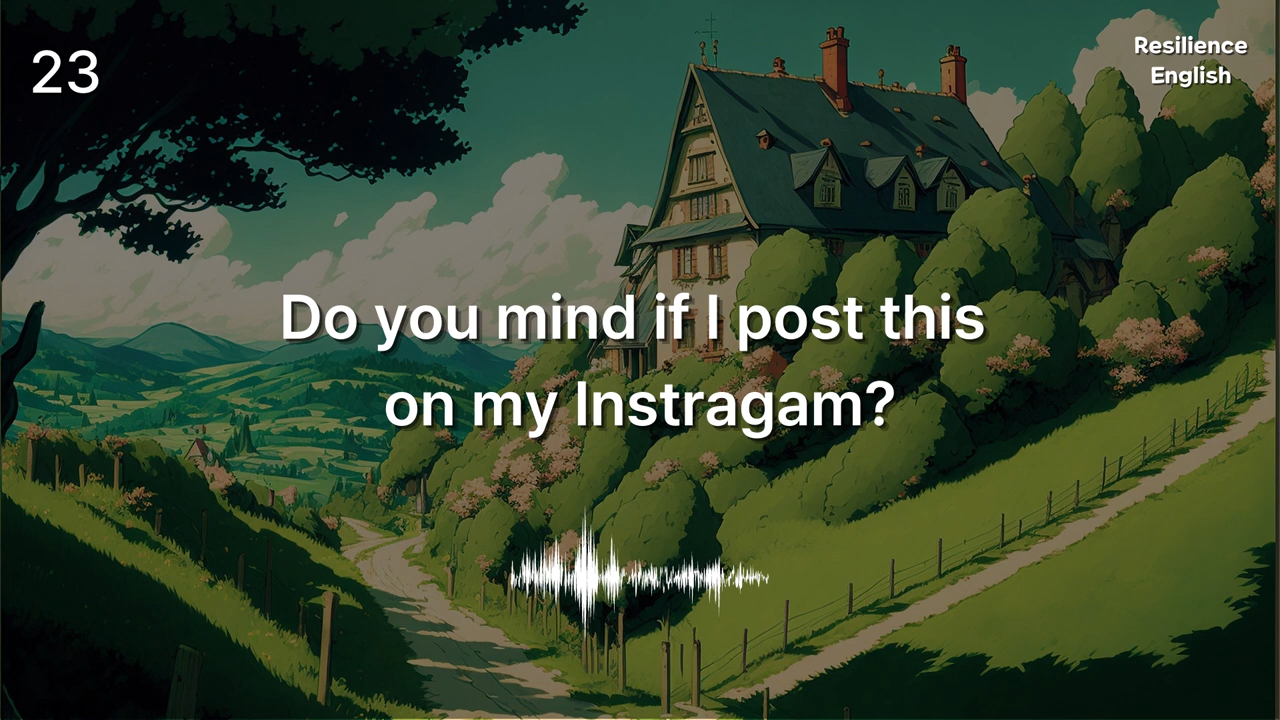 23
Resilience
English
Do you mind if I post this
on my Instragam?